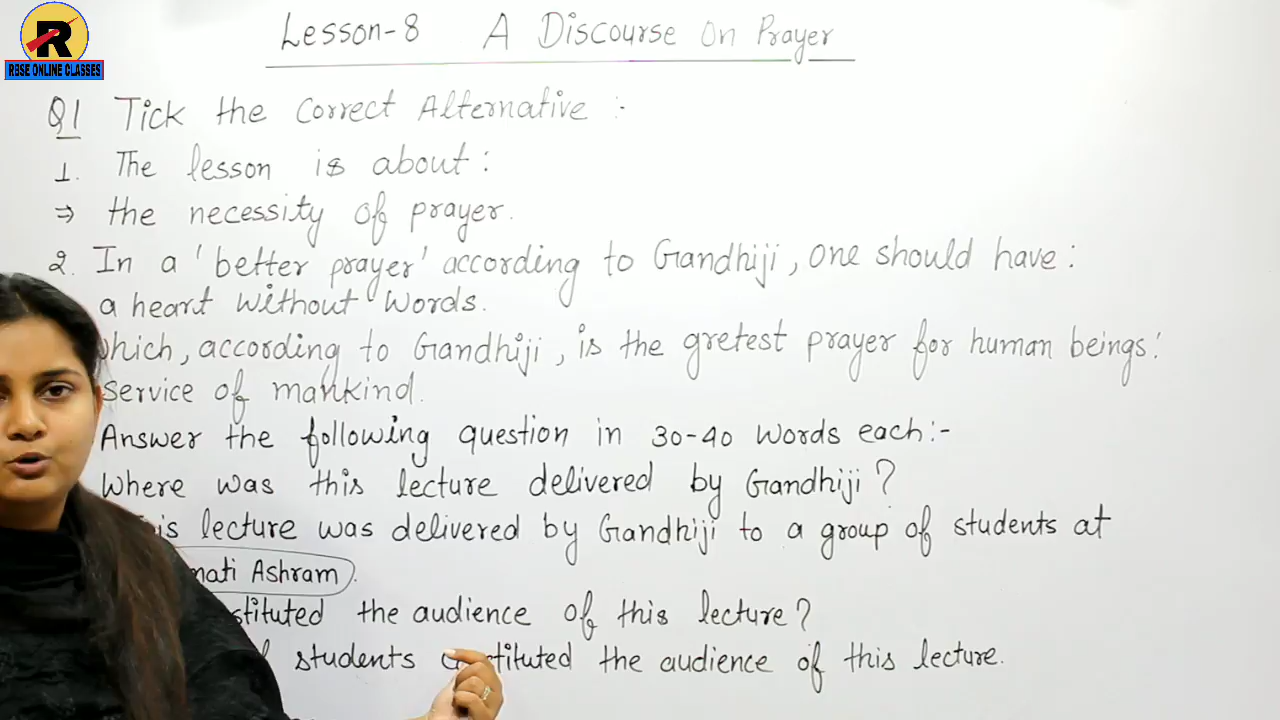 R
RBSE ONLINE CLASSES
Lesson-8 A Discourse On Prayer
Q1 Tick the Correct Alternative :-
1. The lesson is about :
⇒ the necessity of prayer.
2. In a 'better prayer' according to Gandhiji, one should have :
a heart without words.
which, according to Gandhiji, is the gretest prayer for human beings :
service of mankind.
Answer the following question in 30-40 words each :-
Where was this lecture delivered by Gandhiji ?
is lecture was delivered by Gandhiji to a group of students at
mati Ashram.
stituted the audience of this lecture ?
students tituted the audience of this lecture.